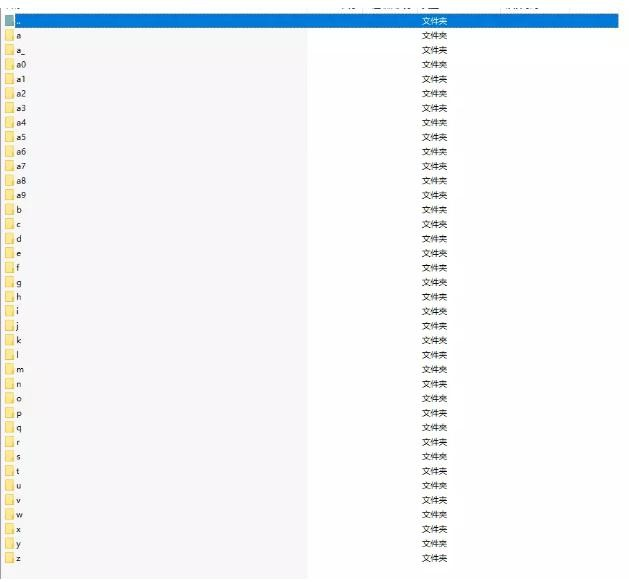 .. 文件夹
a 文件夹
a_ 文件夹
a0 文件夹
a1 文件夹
a2 文件夹
a3 文件夹
a4 文件夹
a5 文件夹
a6 文件夹
a7 文件夹
a8 文件夹
a9 文件夹
b 文件夹
c 文件夹
d 文件夹
e 文件夹
f 文件夹
g 文件夹
h 文件夹
i 文件夹
j 文件夹
k 文件夹
l 文件夹
m 文件夹
n 文件夹
o 文件夹
p 文件夹
q 文件夹
r 文件夹
s 文件夹
t 文件夹
u 文件夹
v 文件夹
w 文件夹
x 文件夹
y 文件夹
z 文件夹